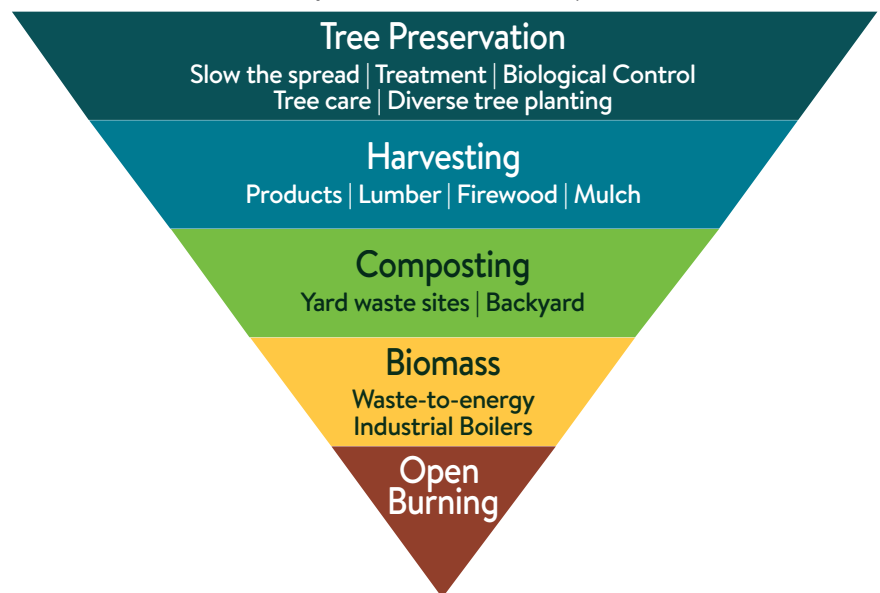 Tree Preservation
Slow the spread | Treatment | Biological Control
Tree care | Diverse tree planting
Harvesting
Products | Lumber | Firewood | Mulch
Composting
Yard waste sites | Backyard
Biomass
Waste-to-energy
Industrial Boilers
Open
Burning